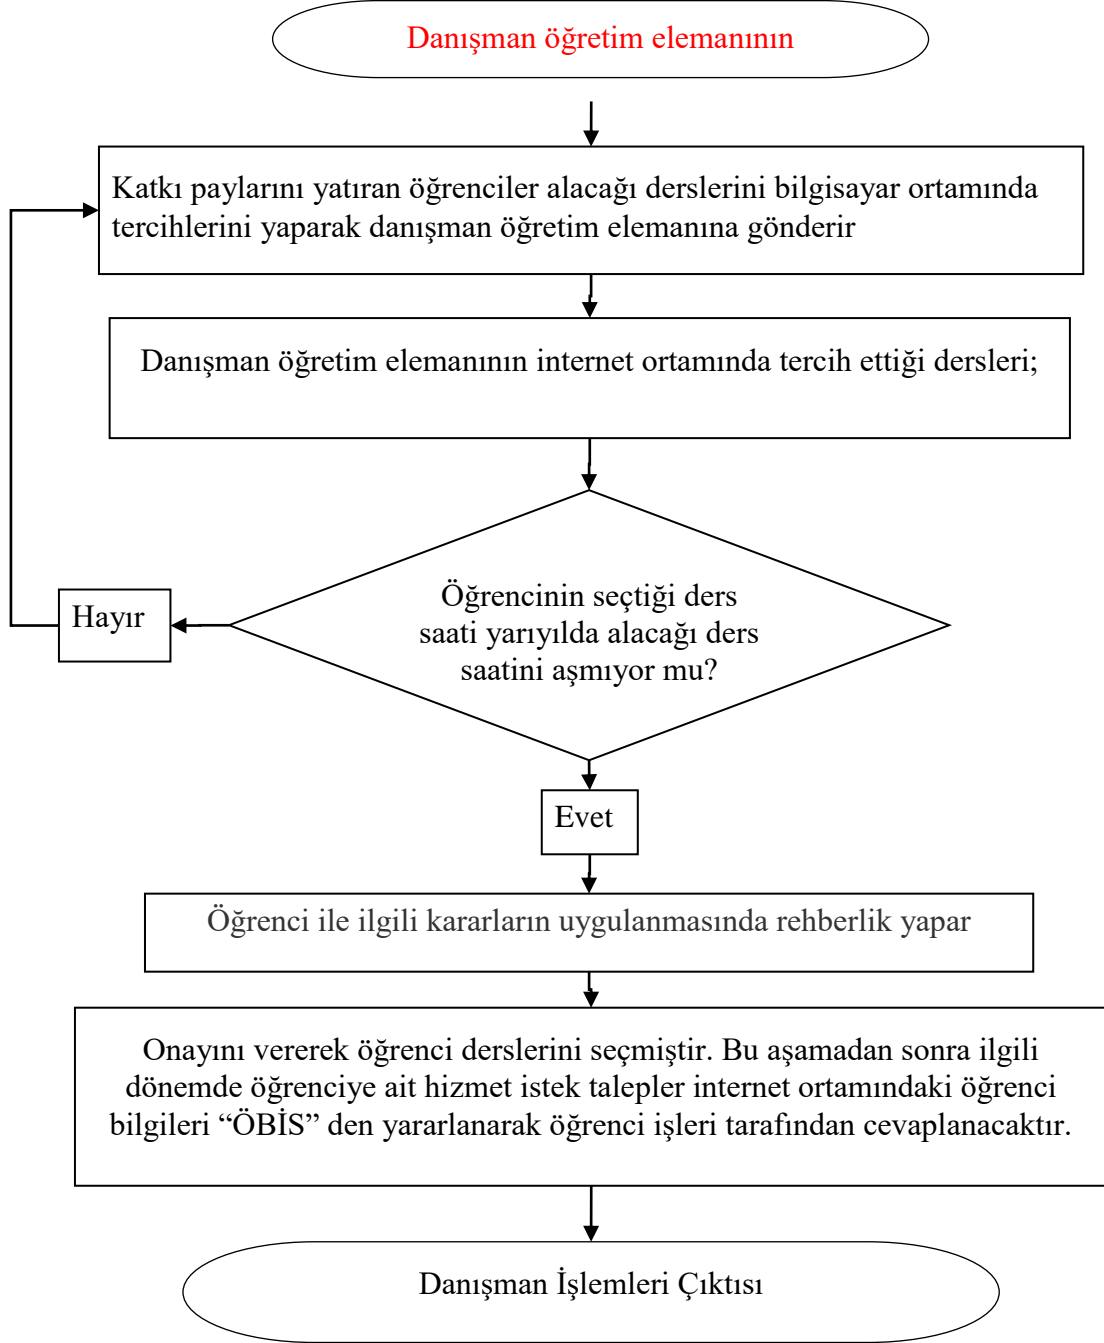 Danışman öğretim elemanının
Katkı paylarını yatıran öğrenciler alacağı derslerini bilgisayar ortamında
tercihlerini yaparak danışman öğretim elemanına gönderir
Danışman öğretim elemanının internet ortamında tercih ettiği dersleri;
Öğrencinin seçtiği ders
saati yarıyılda alacağı ders
saatini aşmıyor mu?
Hayır
Evet
Öğrenci ile ilgili kararların uygulanmasında rehberlik yapar
Onayını vererek öğrenci derslerini seçmiştir. Bu aşamadan sonra ilgili
dönemde öğrenciye ait hizmet istek talepler internet ortamındaki öğrenci
bilgileri “ÖBİS” den yararlanarak öğrenci işleri tarafından cevaplanacaktır.
Danışman İşlemleri Çıktısı